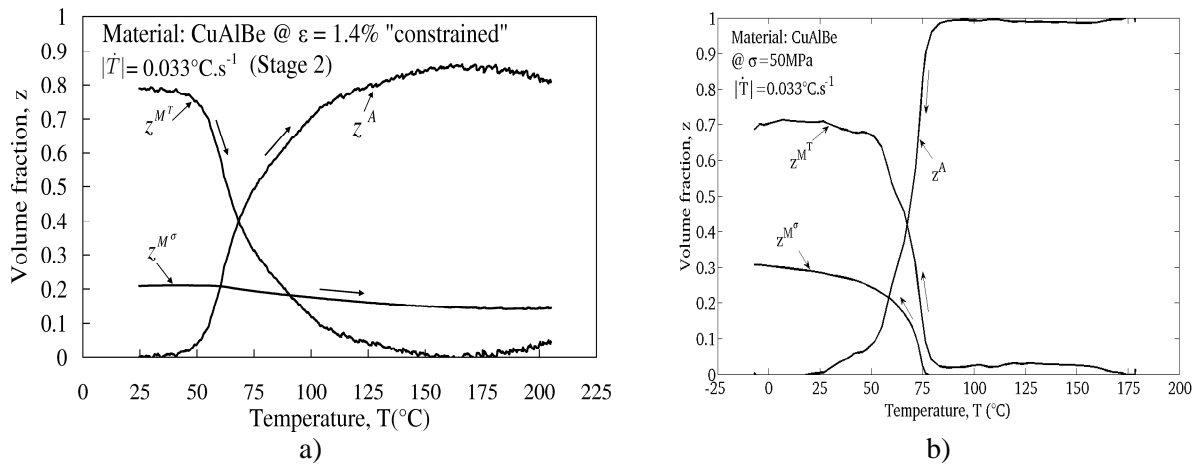 Material: CuAlBe @ ε = 1.4% "constrained"
|Ṫ| = 0.033°C.s⁻¹ (Stage 2)
Volume fraction, z
1
0.9
0.8
0.7
0.6
0.5
0.4
0.3
0.2
0.1
0
z^{M^T}
z^A
z^{M^σ}
0 25 50 75 100 125 150 175 200 225
Temperature, T(°C)
a)
Material: CuAlBe
@ σ=50MPa
|Ṫ|=0.033°C.s⁻¹
Volume fraction, z
1
0.9
0.8
0.7
0.6
0.5
0.4
0.3
0.2
0.1
0
z^{M^T}
z^A
z^{M^σ}
-25 0 25 50 75 100 125 150 175 200
Temperature, T (°C)
b)